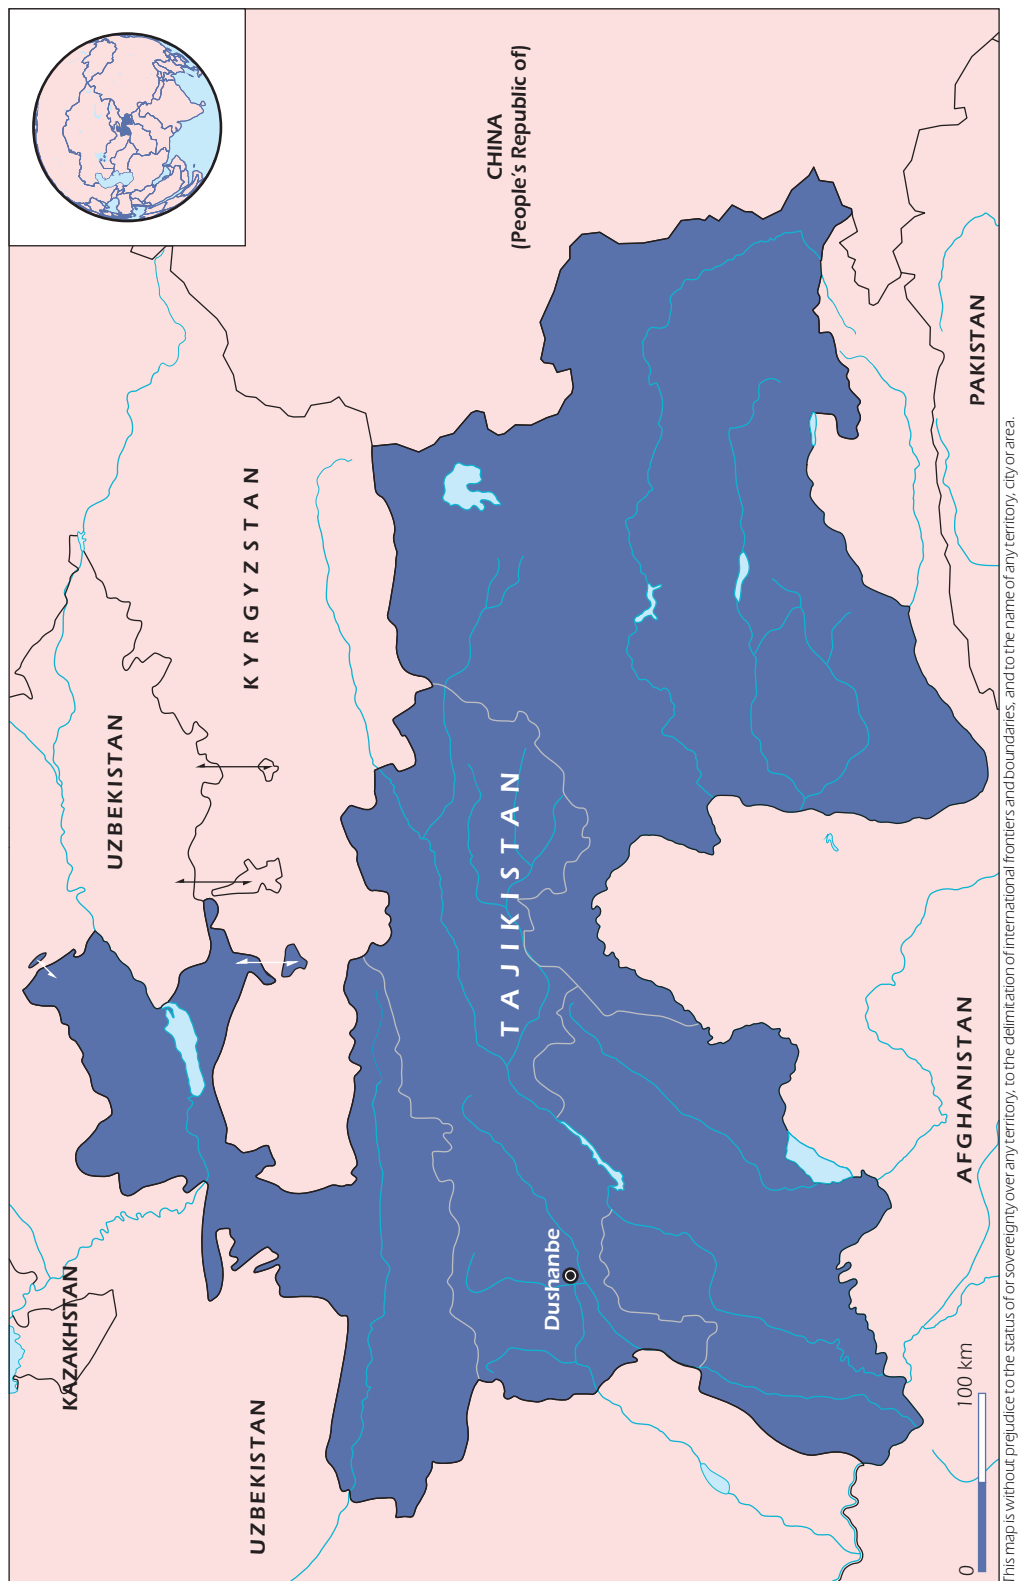 CHINA
(People's Republic of)
KYRGYZSTAN
UZBEKISTAN
PAKISTAN
TAJIKISTAN
KAZAKHSTAN
Dushanbe
AFGHANISTAN
UZBEKISTAN
0
100 km
This map is without prejudice to the status of or sovereignty over any territory, to the delimitation of international frontiers and boundaries, and to the name of any territory, city or area.